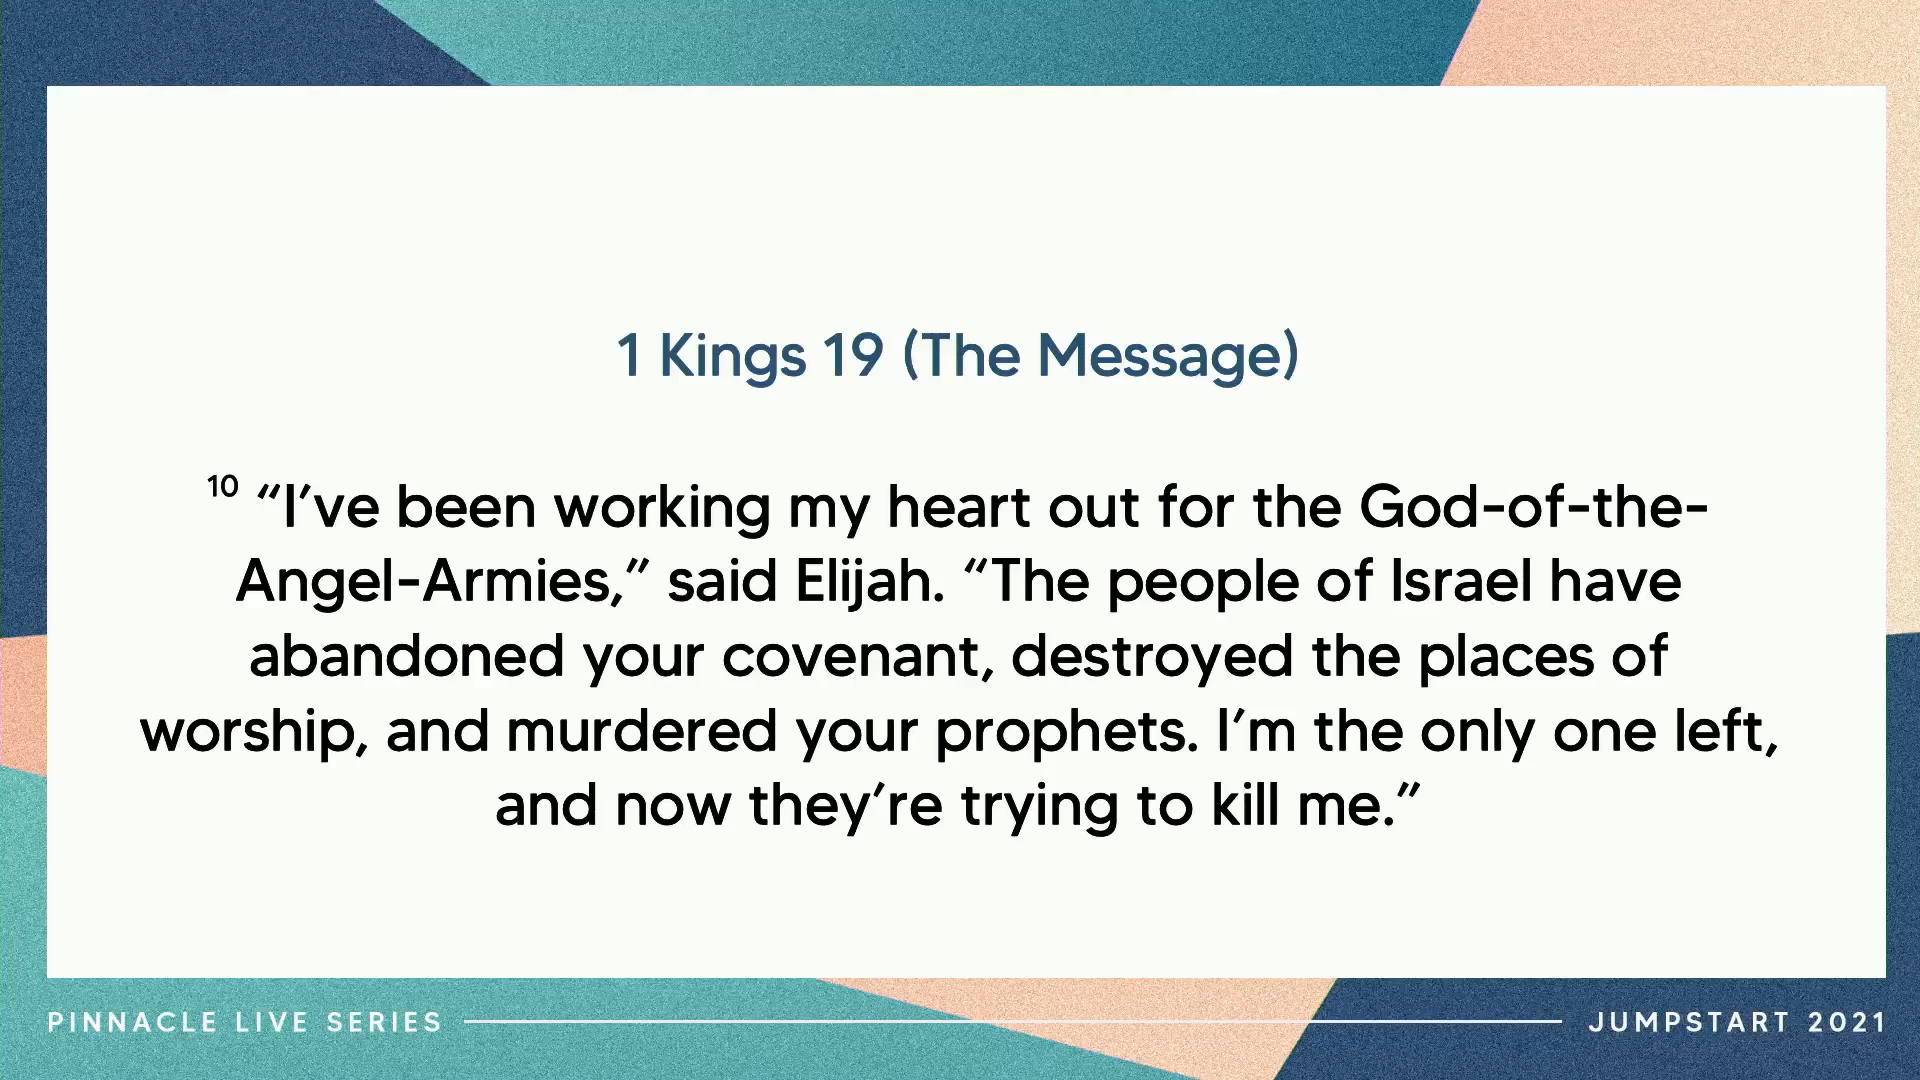 1 Kings 19 (The Message)
10 “I’ve been working my heart out for the God-of-the-
Angel-Armies,” said Elijah. “The people of Israel have
abandoned your covenant, destroyed the places of
worship, and murdered your prophets. I’m the only one left,
and now they’re trying to kill me.”
PINNACLE LIVE SERIES
JUMPSTART 2021